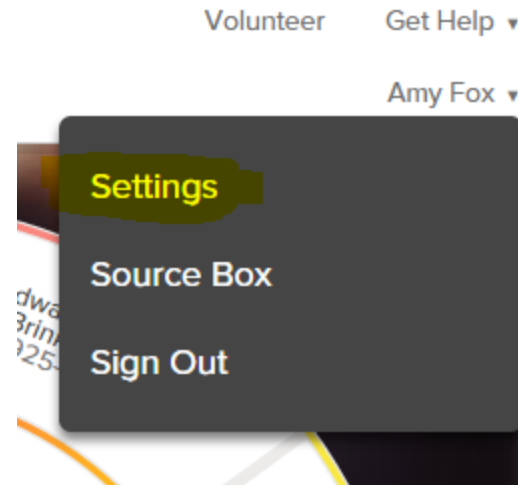 Volunteer Get Help ▾
Amy Fox ▾
Settings
Source Box
Sign Out